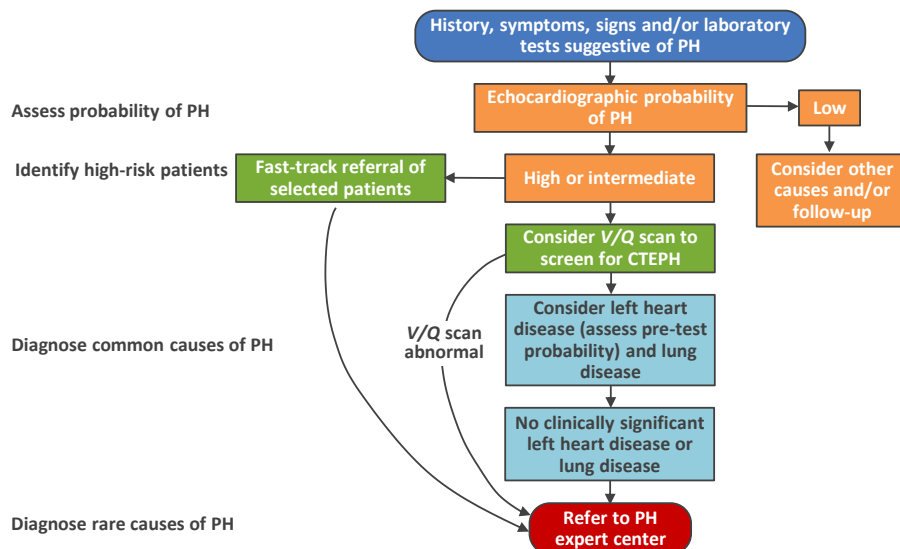 History, symptoms, signs and/or laboratory
tests suggestive of PH
Assess probability of PH
Echocardiographic probability
of PH
Low
Identify high-risk patients
Fast-track referral of
selected patients
High or intermediate
Consider other
causes and/or
follow-up
Consider V/Q scan to
screen for CTEPH
V/Q scan
abnormal
Diagnose common causes of PH
Consider left heart
disease (assess pre-test
probability) and lung
disease
No clinically significant
left heart disease or
lung disease
Diagnose rare causes of PH
Refer to PH
expert center